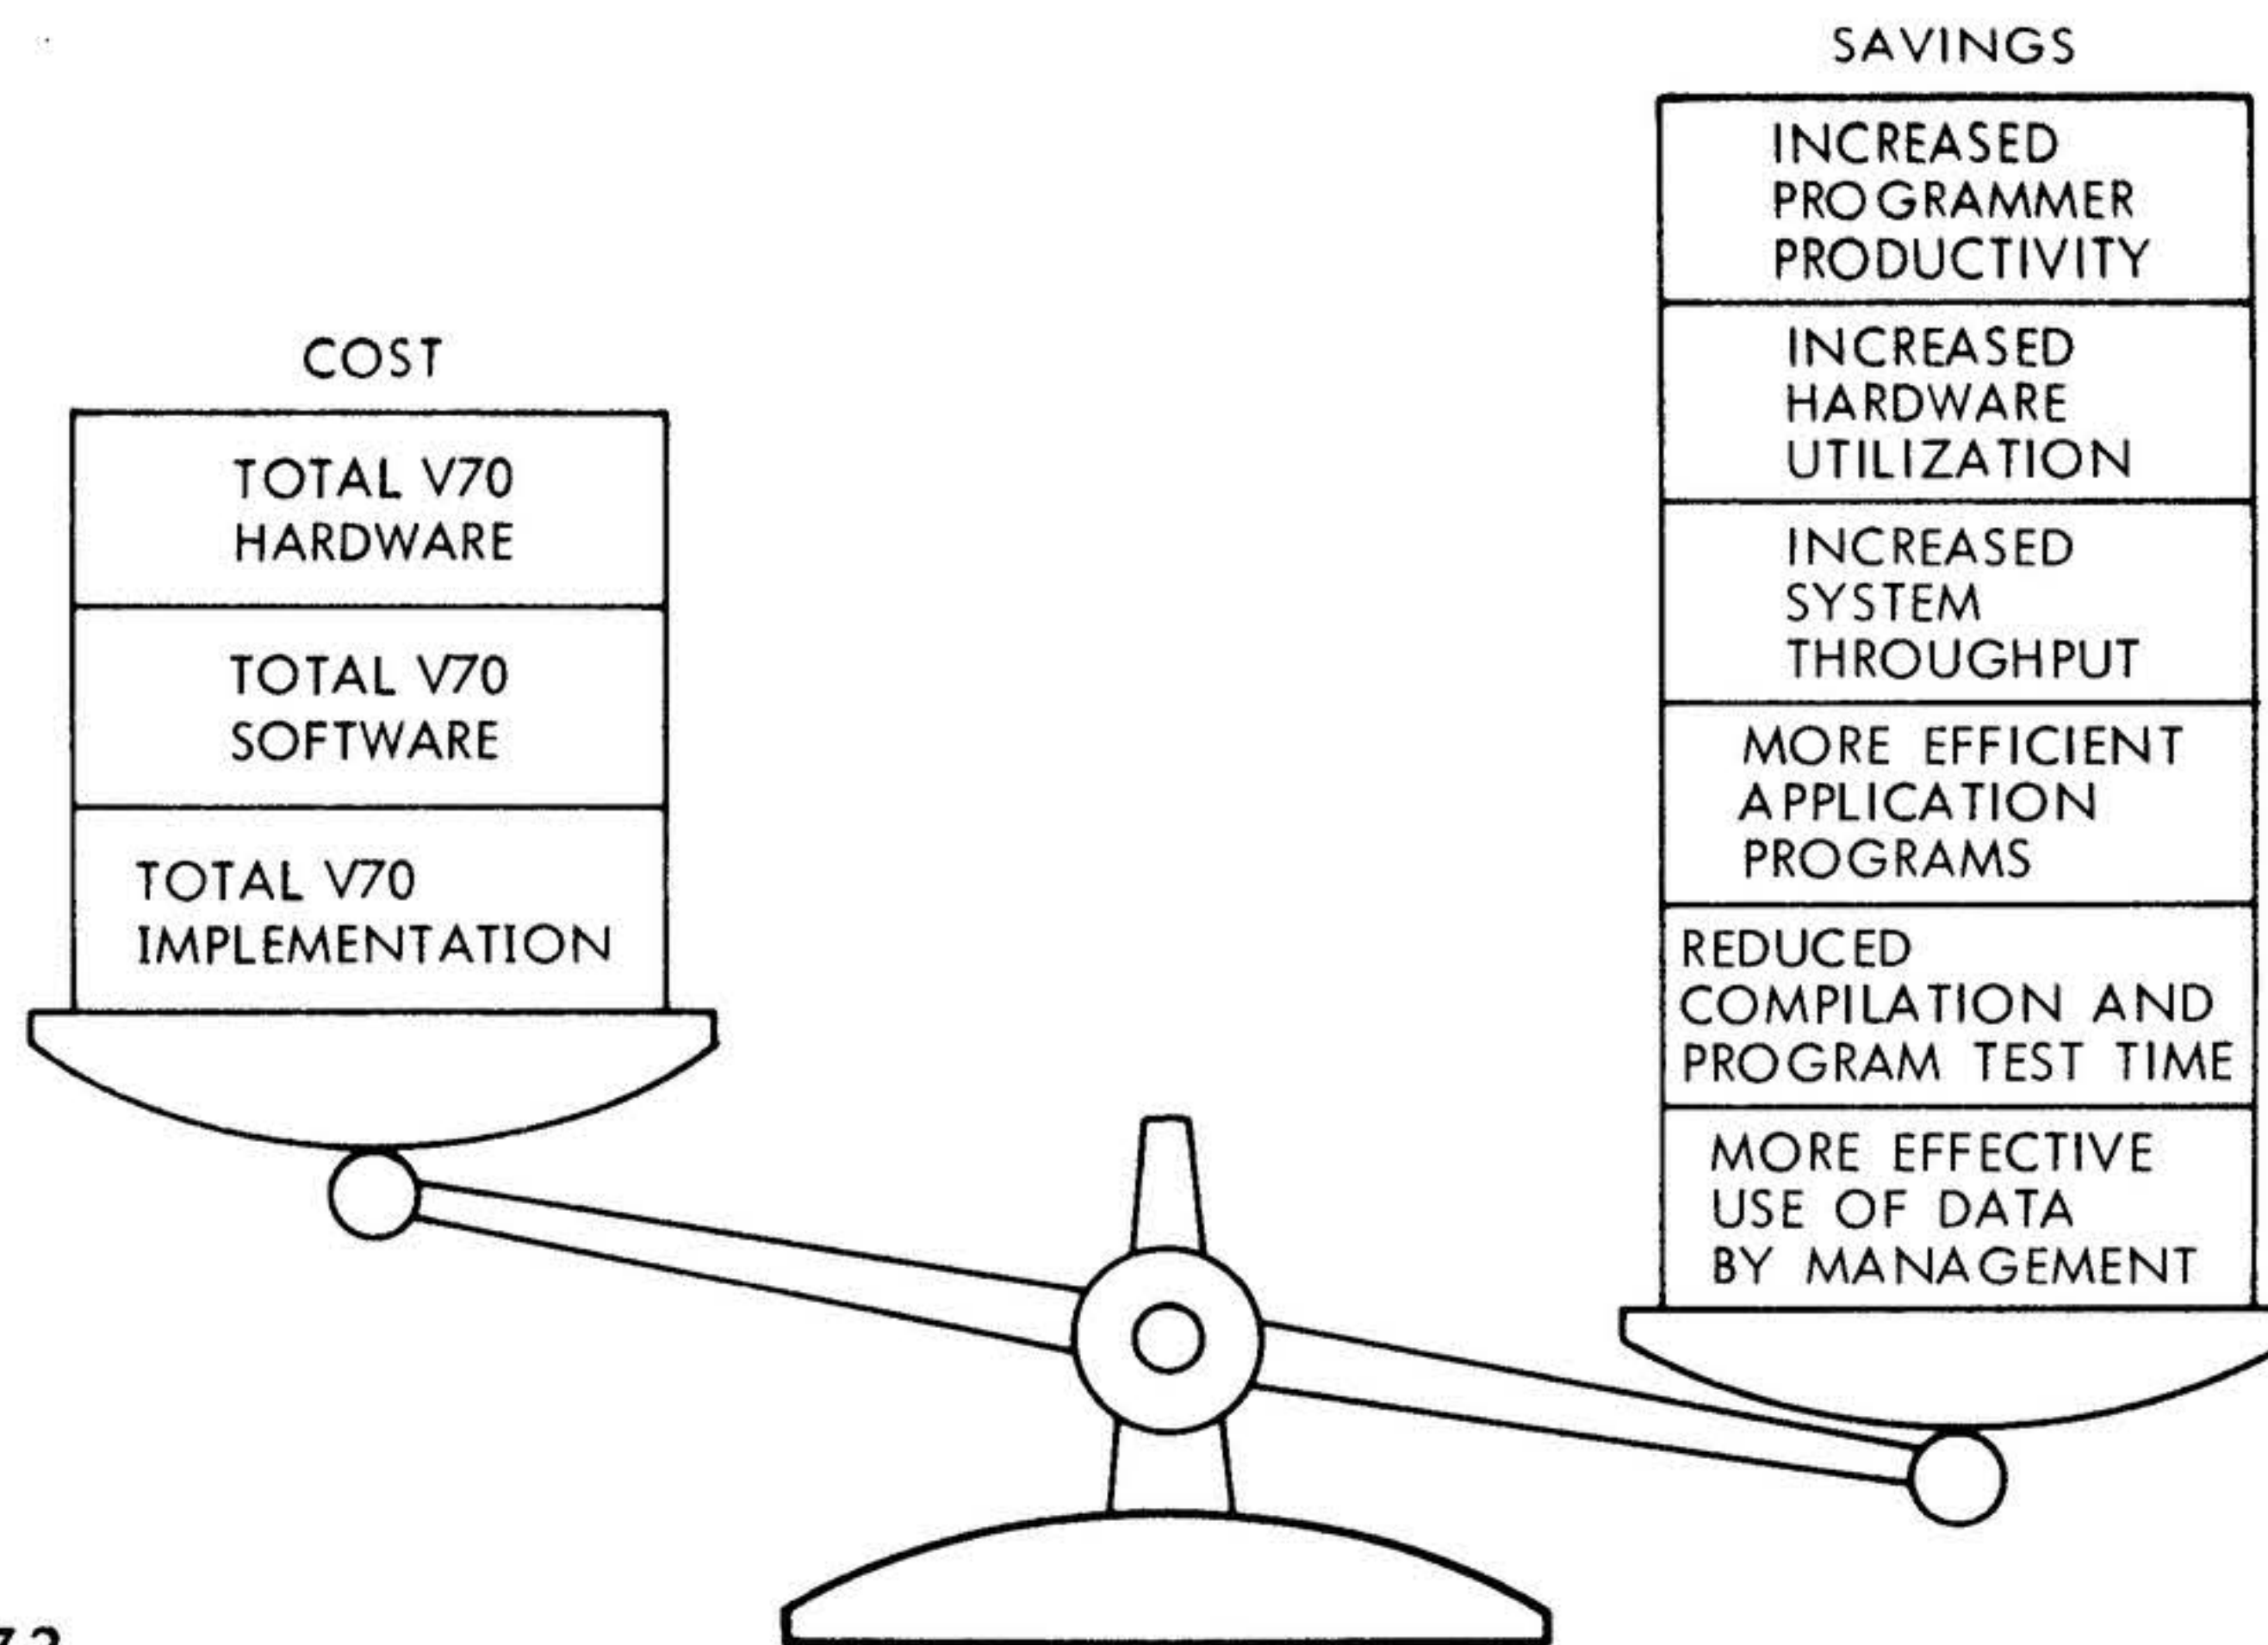 COST
TOTAL V70
HARDWARE
TOTAL V70
SOFTWARE
TOTAL V70
IMPLEMENTATION
SAVINGS
INCREASED
PROGRAMMER
PRODUCTIVITY
INCREASED
HARDWARE
UTILIZATION
INCREASED
SYSTEM
THROUGHPUT
MORE EFFICIENT
APPLICATION
PROGRAMS
REDUCED
COMPILATION AND
PROGRAM TEST TIME
MORE EFFECTIVE
USE OF DATA
BY MANAGEMENT